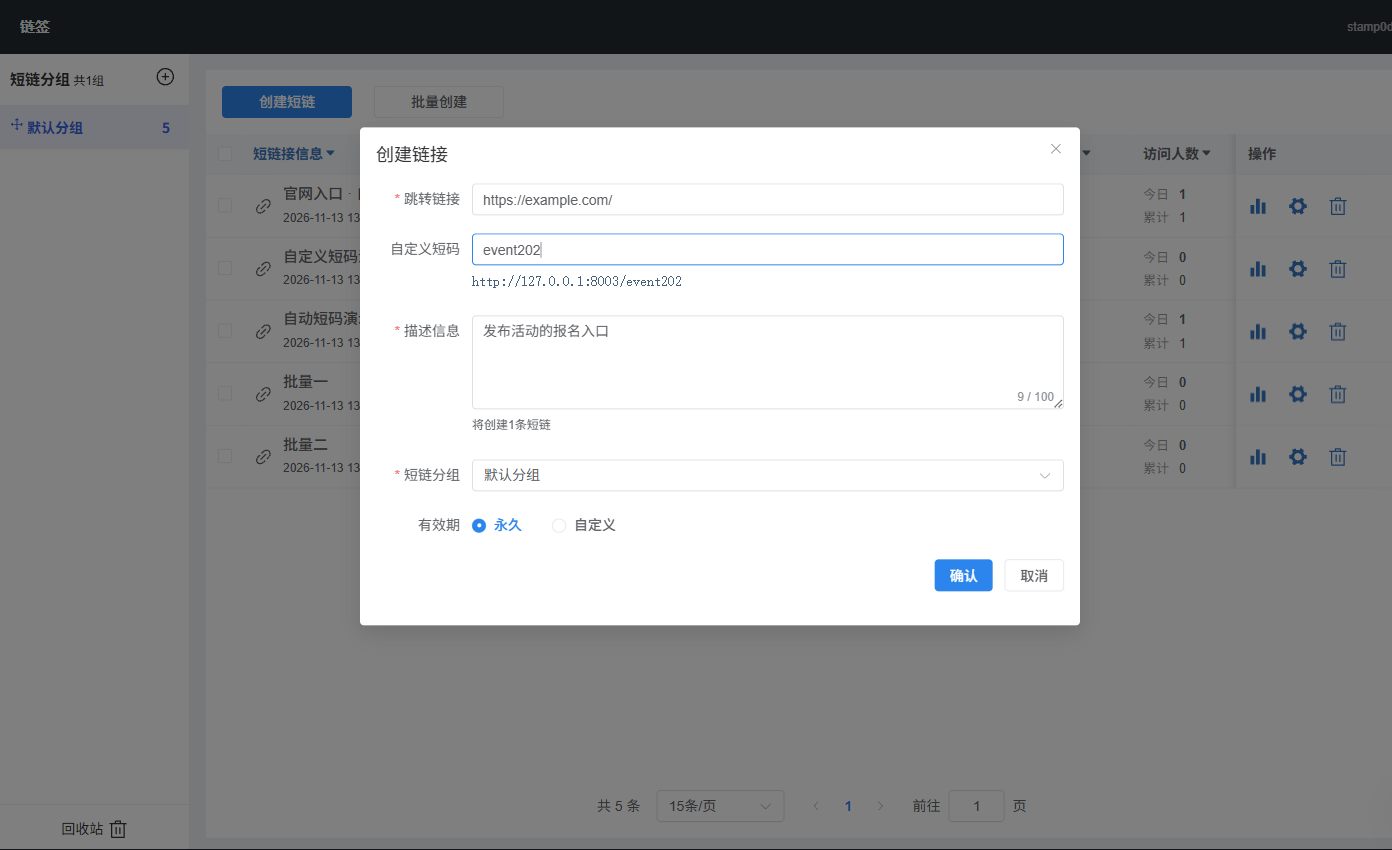 链签
stamp0d
短链分组 共1组
默认分组 5
创建短链 批量创建
短链接信息 访问人数 操作
官网入口 ·
2026-11-13 13
今日 1
累计 1
自定义短码
2026-11-13 13
今日 0
累计 0
自动短码演
2026-11-13 13
今日 1
累计 1
批量一
2026-11-13 13
今日 0
累计 0
批量二
2026-11-13 13
今日 0
累计 0
创建链接
* 跳转链接 https://example.com/
自定义短码 event202
http://127.0.0.1:8003/event202
* 描述信息 发布活动的报名入口
9 / 100
将创建1条短链
* 短链分组 默认分组
有效期 永久 自定义
确认 取消
共 5 条 15条/页 1 前往 1 页
回收站